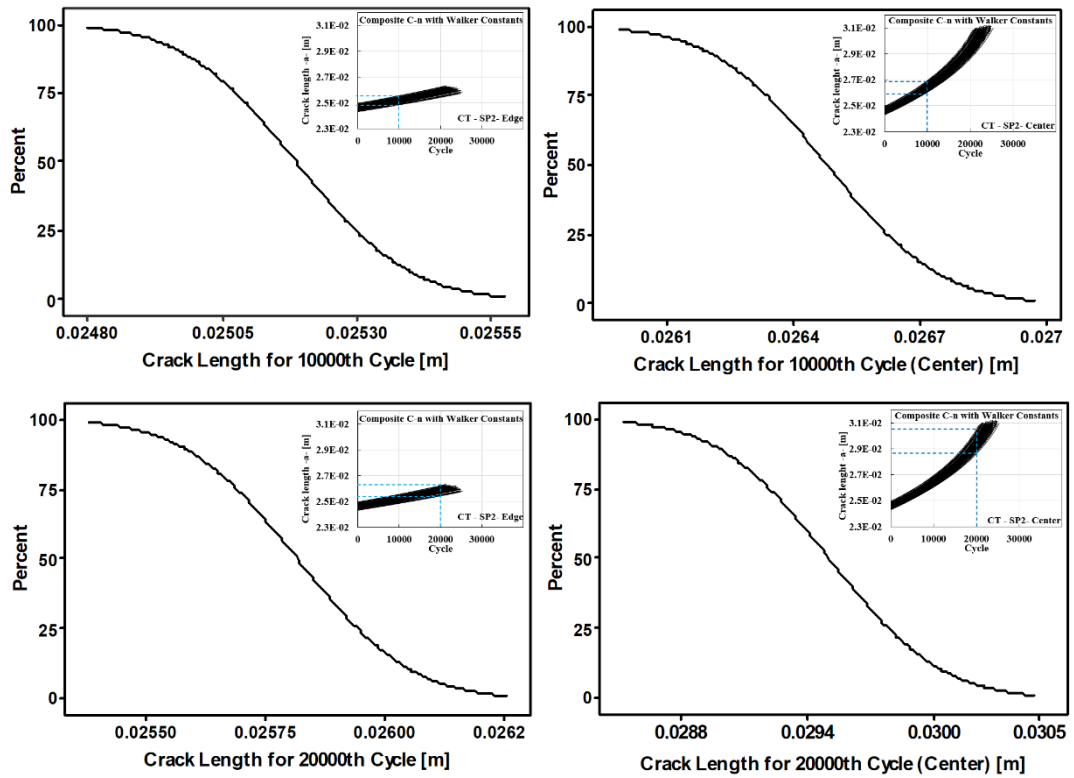 100
75
50
25
0
Percent
0.02480
0.02505
0.02530
0.02555
Crack Length for 10000th Cycle [m]
Composite C-n with Walker Constants
3.1E-02
2.9E-02
2.7E-02
2.5E-02
2.3E-02
Crack length -a- [m]
CT - SP2- Edge
0
10000
20000
30000
Cycle
100
75
50
25
0
Percent
0.0261
0.0264
0.0267
0.027
Crack Length for 10000th Cycle (Center) [m]
Composite C-n with Walker Constants
3.1E-02
2.9E-02
2.7E-02
2.5E-02
2.3E-02
Crack lenght -a- [m]
CT - SP2- Center
0
10000
20000
30000
Cycle
100
75
50
25
0
Percent
0.02550
0.02575
0.02600
0.0262
Crack Length for 20000th Cycle [m]
Composite C-n with Walker Constants
3.1E-02
2.9E-02
2.7E-02
2.5E-02
2.3E-02
Crack length -a- [m]
CT - SP2- Edge
0
10000
20000
30000
Cycle
100
75
50
25
0
Percent
0.0288
0.0294
0.0300
0.0305
Crack Length for 20000th Cycle (Center) [m]
Composite C-n with Walker Constants
3.1E-02
2.9E-02
2.7E-02
2.5E-02
2.3E-02
Crack lenght -a- [m]
CT - SP2- Center
0
10000
20000
30000
Cycle